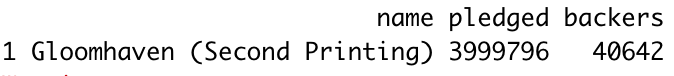 name pledged backers
1 Gloomhaven (Second Printing) 3999796 40642